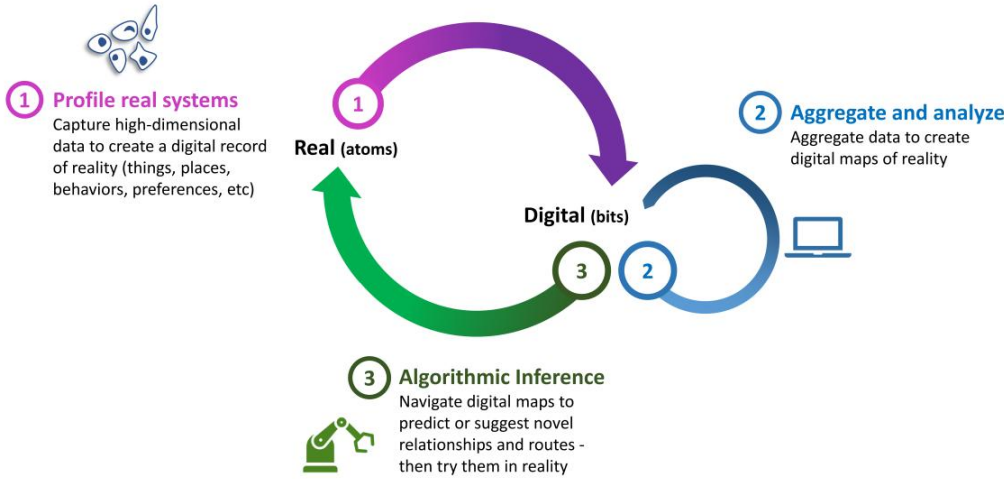 1 Profile real systems
Capture high-dimensional
data to create a digital record
of reality (things, places,
behaviors, preferences, etc)
1
Real (atoms)
2 Aggregate and analyze
Aggregate data to create
digital maps of reality
Digital (bits)
3
2
3 Algorithmic Inference
Navigate digital maps to
predict or suggest novel
relationships and routes -
then try them in reality